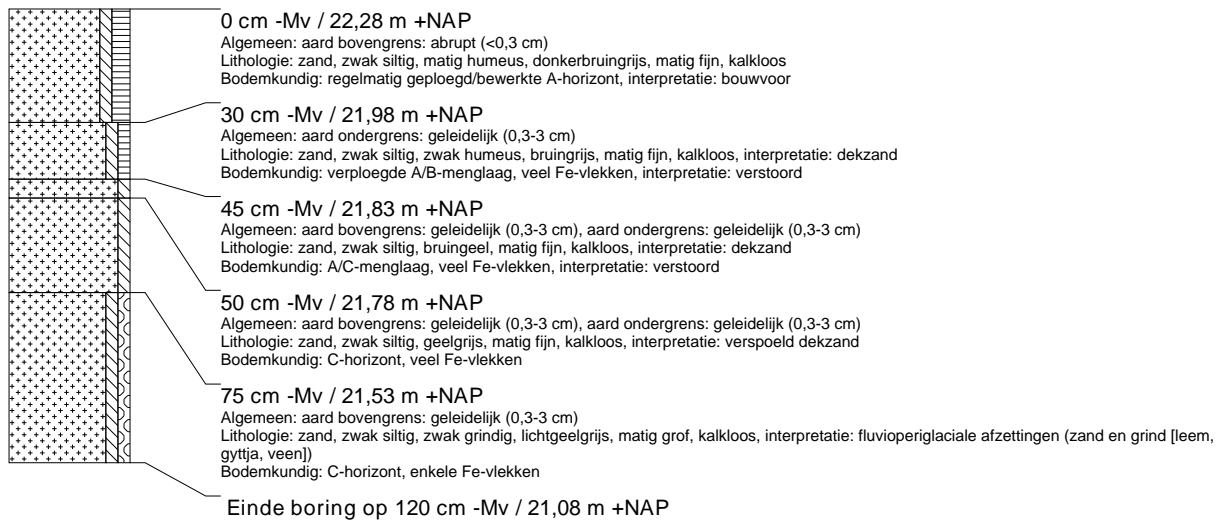 0 cm -Mv / 22,28 m +NAP
Algemeen: aard bovengrens: abrupt (<0,3 cm)
Lithologie: zand, zwak siltig, matig humeus, donkerbruingrijs, matig fijn, kalkloos
Bodemkundig: regelmatig geploegd/bewerkte A-horizont, interpretatie: bouwvoor
30 cm -Mv / 21,98 m +NAP
Algemeen: aard ondergrens: geleidelijk (0,3-3 cm)
Lithologie: zand, zwak siltig, zwak humeus, bruingrijs, matig fijn, kalkloos, interpretatie: dekzand
Bodemkundig: verploegde A/B-menglaag, veel Fe-vlekken, interpretatie: verstoord
45 cm -Mv / 21,83 m +NAP
Algemeen: aard bovengrens: geleidelijk (0,3-3 cm), aard ondergrens: geleidelijk (0,3-3 cm)
Lithologie: zand, zwak siltig, bruingeel, matig fijn, kalkloos, interpretatie: dekzand
Bodemkundig: A/C-menglaag, veel Fe-vlekken, interpretatie: verstoord
50 cm -Mv / 21,78 m +NAP
Algemeen: aard bovengrens: geleidelijk (0,3-3 cm), aard ondergrens: geleidelijk (0,3-3 cm)
Lithologie: zand, zwak siltig, geelgrijs, matig fijn, kalkloos, interpretatie: verspoeld dekzand
Bodemkundig: C-horizont, veel Fe-vlekken
75 cm -Mv / 21,53 m +NAP
Algemeen: aard bovengrens: geleidelijk (0,3-3 cm)
Lithologie: zand, zwak siltig, zwak grindig, lichtgeelgrijs, matig grof, kalkloos, interpretatie: fluvioperiglaciale afzettingen (zand en grind [leem,
gyttja, veen])
Bodemkundig: C-horizont, enkele Fe-vlekken
Einde boring op 120 cm -Mv / 21,08 m +NAP